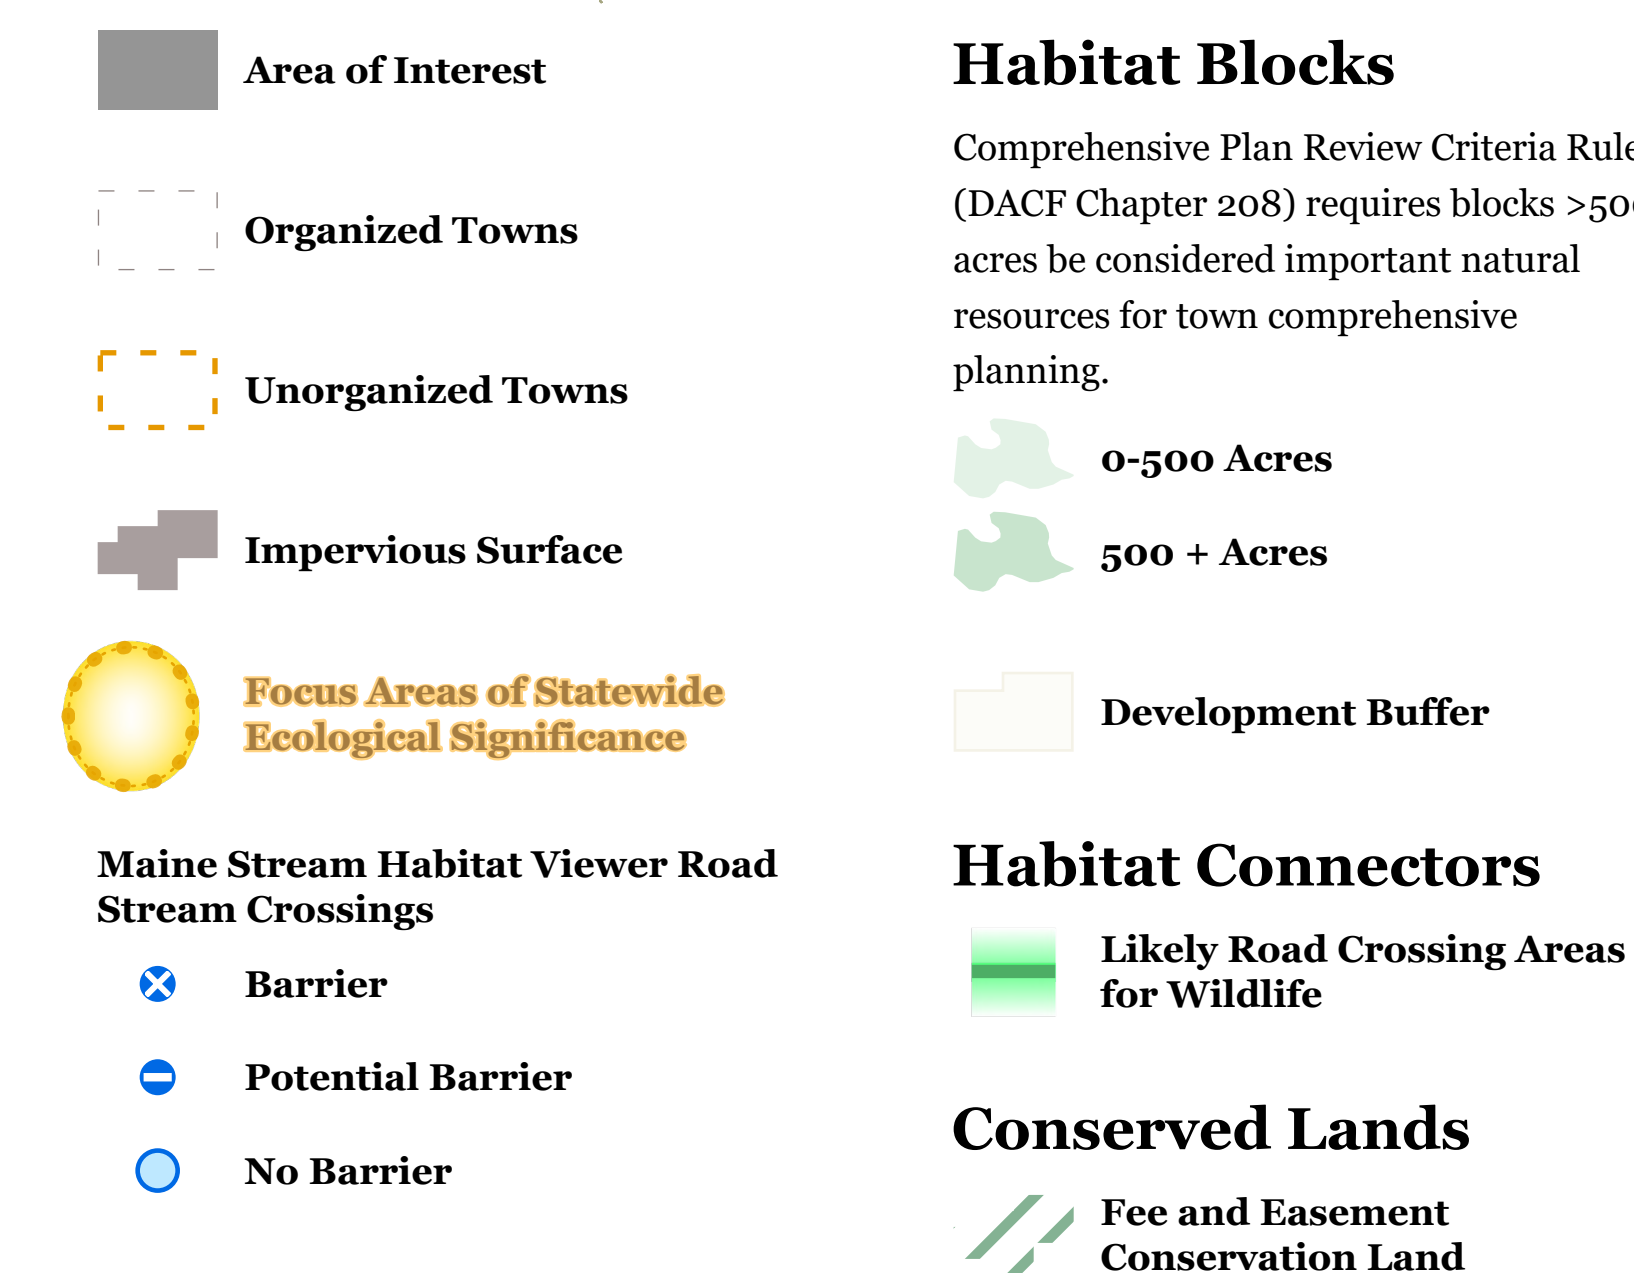 Area of Interest
Organized Towns
Unorganized Towns
Impervious Surface
Focus Areas of Statewide
Ecological Significance
Maine Stream Habitat Viewer Road
Stream Crossings
Barrier
Potential Barrier
No Barrier
Habitat Blocks
Comprehensive Plan Review Criteria Rule
(DACF Chapter 208) requires blocks >500
acres be considered important natural
resources for town comprehensive
planning.
0-500 Acres
500 + Acres
Development Buffer
Habitat Connectors
Likely Road Crossing Areas
for Wildlife
Conserved Lands
Fee and Easement
Conservation Land